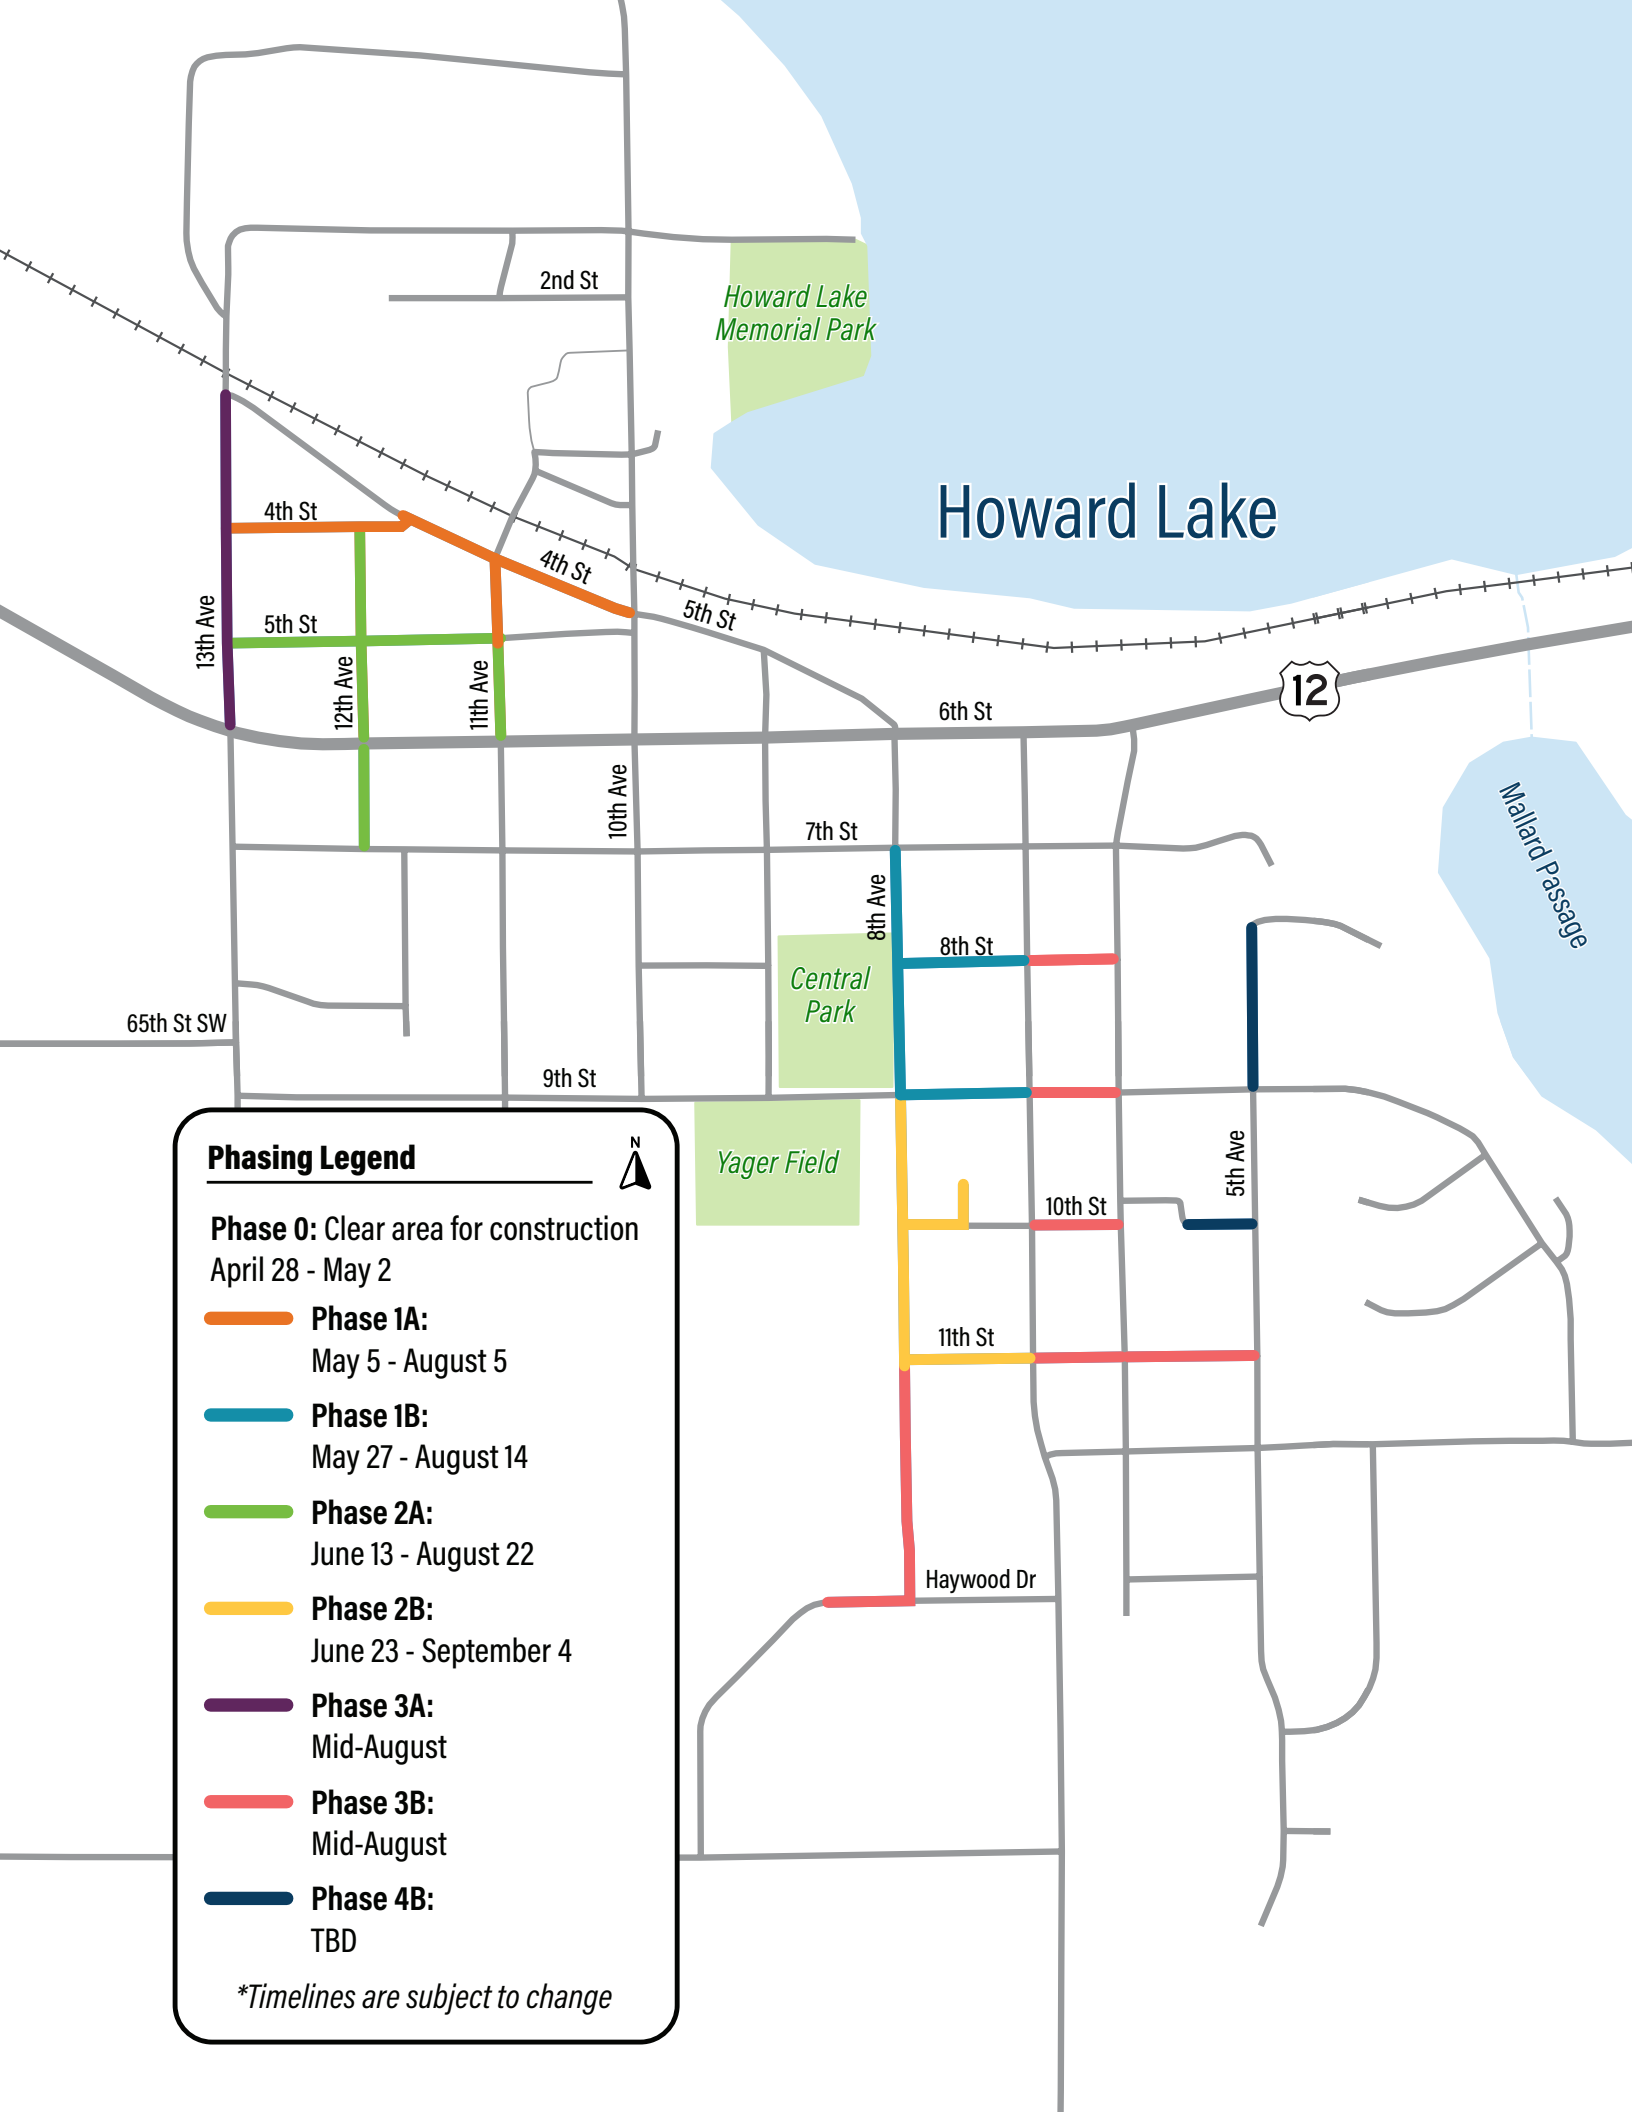 2nd St
Howard Lake
Memorial Park
Howard Lake
4th St
4th St
5th St
5th St
13th Ave
12th Ave
11th Ave
6th St
12
10th Ave
7th St
Mallard Passage
8th Ave
8th St
Central
Park
65th St SW
9th St
Yager Field
5th Ave
10th St
11th St
Haywood Dr
Phasing Legend
N
Phase 0: Clear area for construction
April 28 - May 2
Phase 1A:
May 5 - August 5
Phase 1B:
May 27 - August 14
Phase 2A:
June 13 - August 22
Phase 2B:
June 23 - September 4
Phase 3A:
Mid-August
Phase 3B:
Mid-August
Phase 4B:
TBD
*Timelines are subject to change